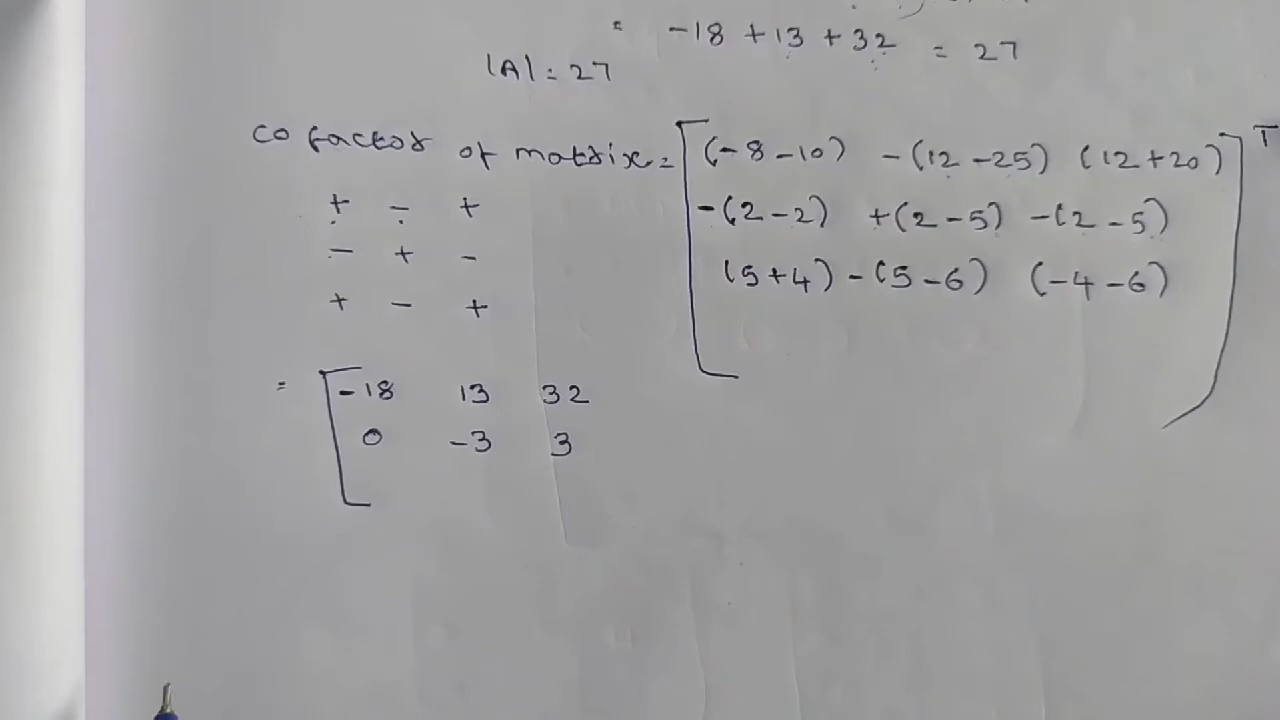 = -18 + 13 + 32 = 27
|A| = 27
co factor of matrix = [ (-8-10) -(12-25) (12+20) ] T
+ - + -(2-2) +(2-5) -(2-5)
- + - (5+4) -(5-6) (-4-6)
+ - +
= [ -18 13 32
0 -3 3